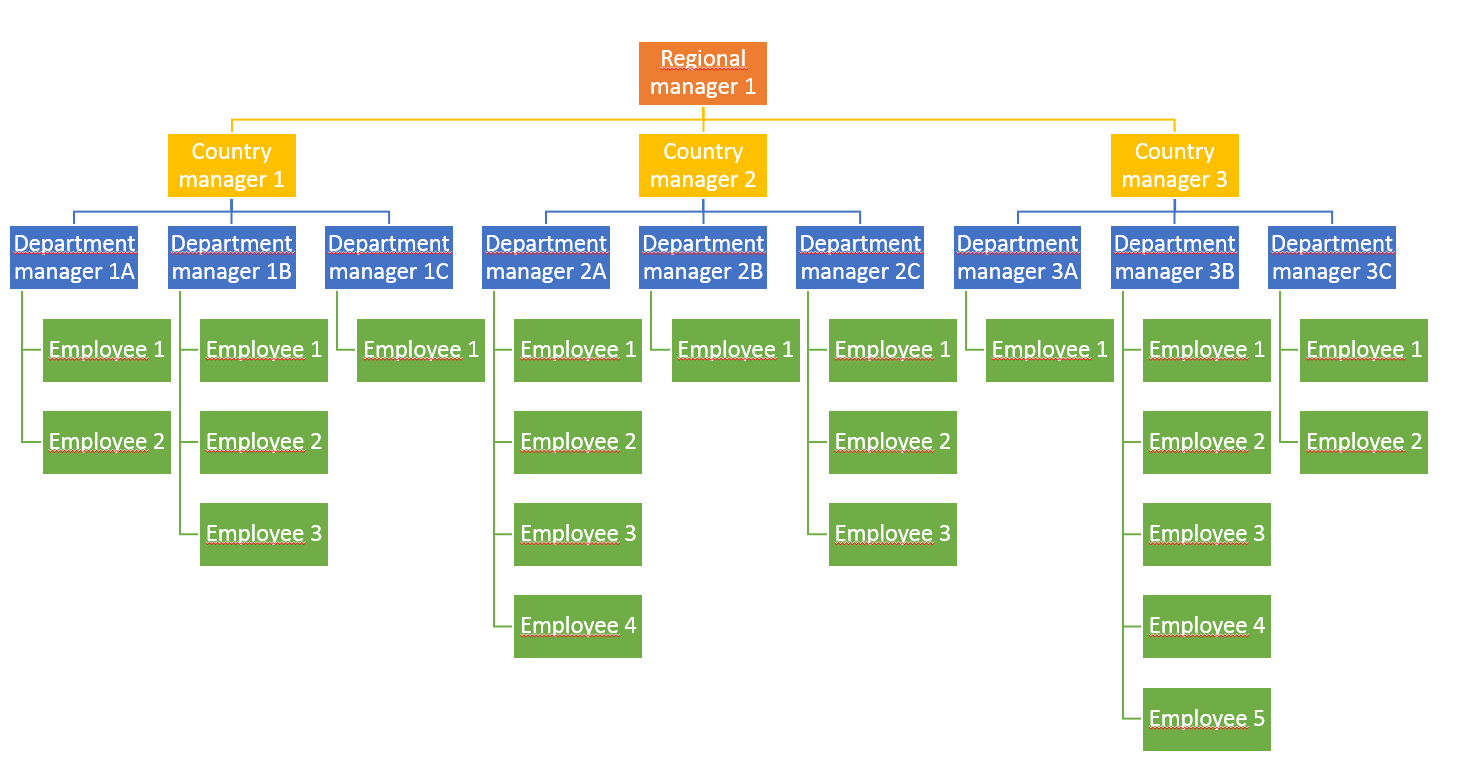 Regional
manager 1
Country
manager 1
Country
manager 2
Country
manager 3
Department
manager 1A
Department
manager 1B
Department
manager 1C
Department
manager 2A
Department
manager 2B
Department
manager 2C
Department
manager 3A
Department
manager 3B
Department
manager 3C
Employee 1
Employee 1
Employee 1
Employee 1
Employee 1
Employee 1
Employee 1
Employee 1
Employee 1
Employee 2
Employee 2
Employee 2
Employee 2
Employee 2
Employee 2
Employee 3
Employee 3
Employee 3
Employee 3
Employee 4
Employee 4
Employee 5